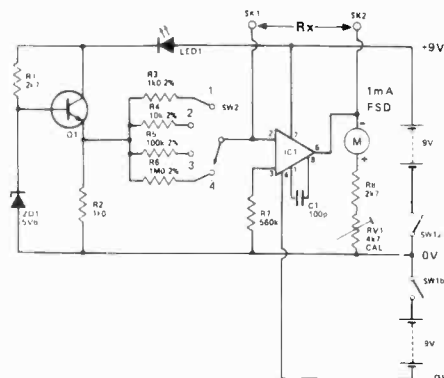 SK1
Rx
SK2
LED1
+9V
R1
2k7
R3
1k0.2%
1
SW2
1mA
FSD
Q1
R4
10k.2%
2
R5
100k.2%
3
R6
1M0.2%
4
2
7
6
IC1
8
3
4
1
M
+
9V
ZD1
5V6
R2
1k0
R7
560k
C1
100p
R8
2k7
RV1
4k7
CAL
SW1a
0V
SW1b
9V